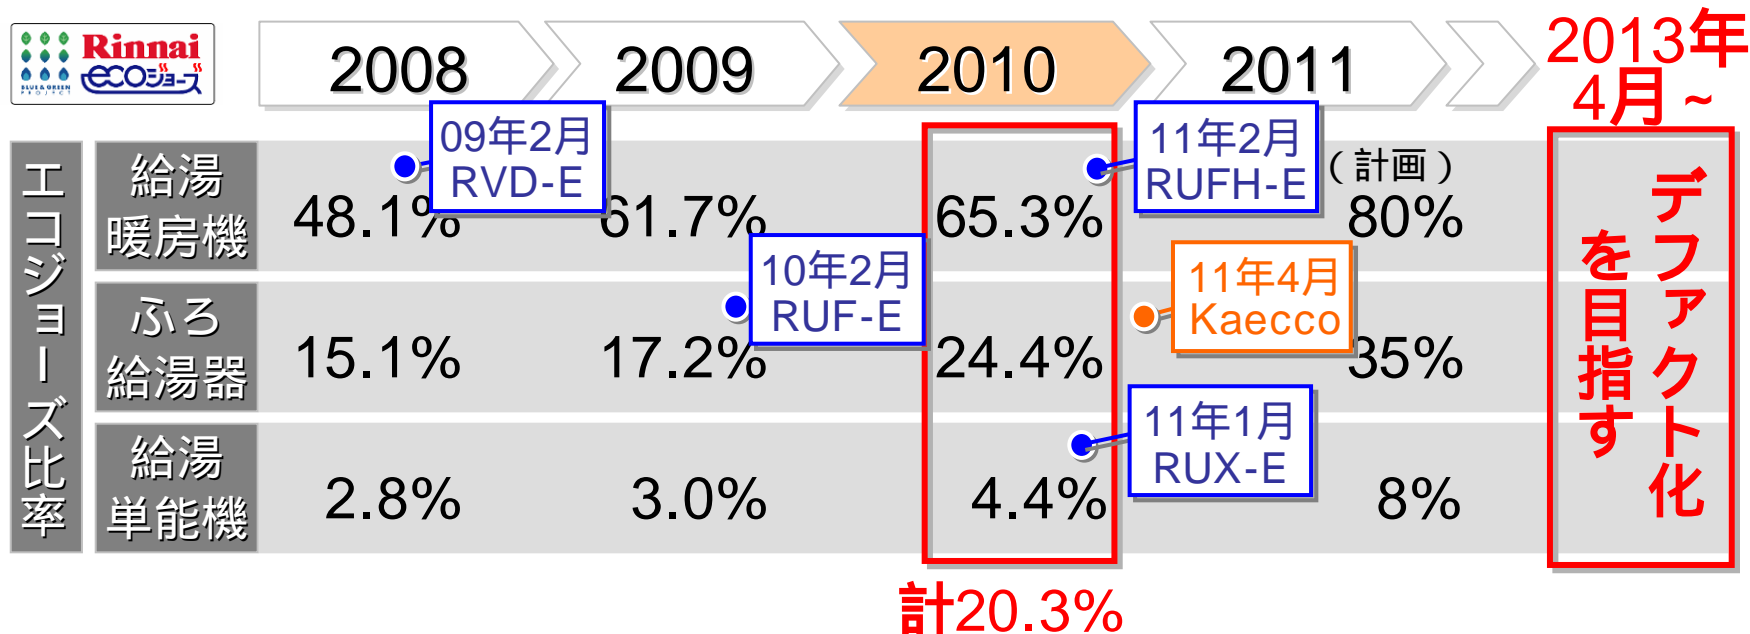 Rinnai
ecoジョーズ
BLUE & GREEN
PROJECT
2008
2009
2010
2011
2013年
4月~
エコジョーズ比率
給湯
暖房機
48.1%
61.7%
65.3%
(計画)
80%
09年2月
RVD-E
11年2月
RUFH-E
ふろ
給湯器
15.1%
17.2%
24.4%
35%
10年2月
RUF-E
11年4月
Kaecco
給湯
単能機
2.8%
3.0%
4.4%
8%
11年1月
RUX-E
デファクト化
を目指す
計20.3%